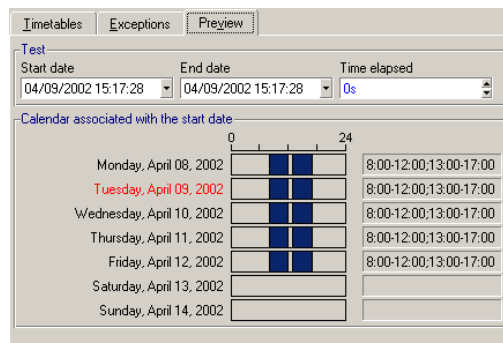 Timetables Exceptions Preview
Test
Start date End date Time elapsed
04/09/2002 15:17:28 04/09/2002 15:17:28 0s
Calendar associated with the start date
0 24
Monday, April 08, 2002 8:00-12:00;13:00-17:00
Tuesday, April 09, 2002 8:00-12:00;13:00-17:00
Wednesday, April 10, 2002 8:00-12:00;13:00-17:00
Thursday, April 11, 2002 8:00-12:00;13:00-17:00
Friday, April 12, 2002 8:00-12:00;13:00-17:00
Saturday, April 13, 2002
Sunday, April 14, 2002